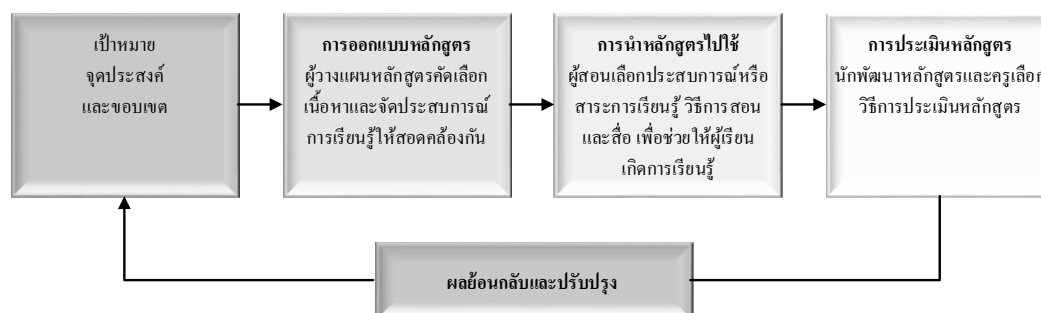 เป้าหมาย
จุดประสงค์
และขอบเขต
การออกแบบหลักสูตร
ผู้วางแผนหลักสูตรคัดเลือก
เนื้อหาและจัดประสบการณ์
การเรียนรู้ให้สอดคล้องกัน
การนำหลักสูตรไปใช้
ผู้สอนเลือกประสบการณ์หรือ
สาระการเรียนรู้ วิธีการสอน
และสื่อ เพื่อช่วยให้ผู้เรียน
เกิดการเรียนรู้
การประเมินหลักสูตร
นักพัฒนาหลักสูตรและครูเลือก
วิธีการประเมินหลักสูตร
ผลย้อนกลับและปรับปรุง